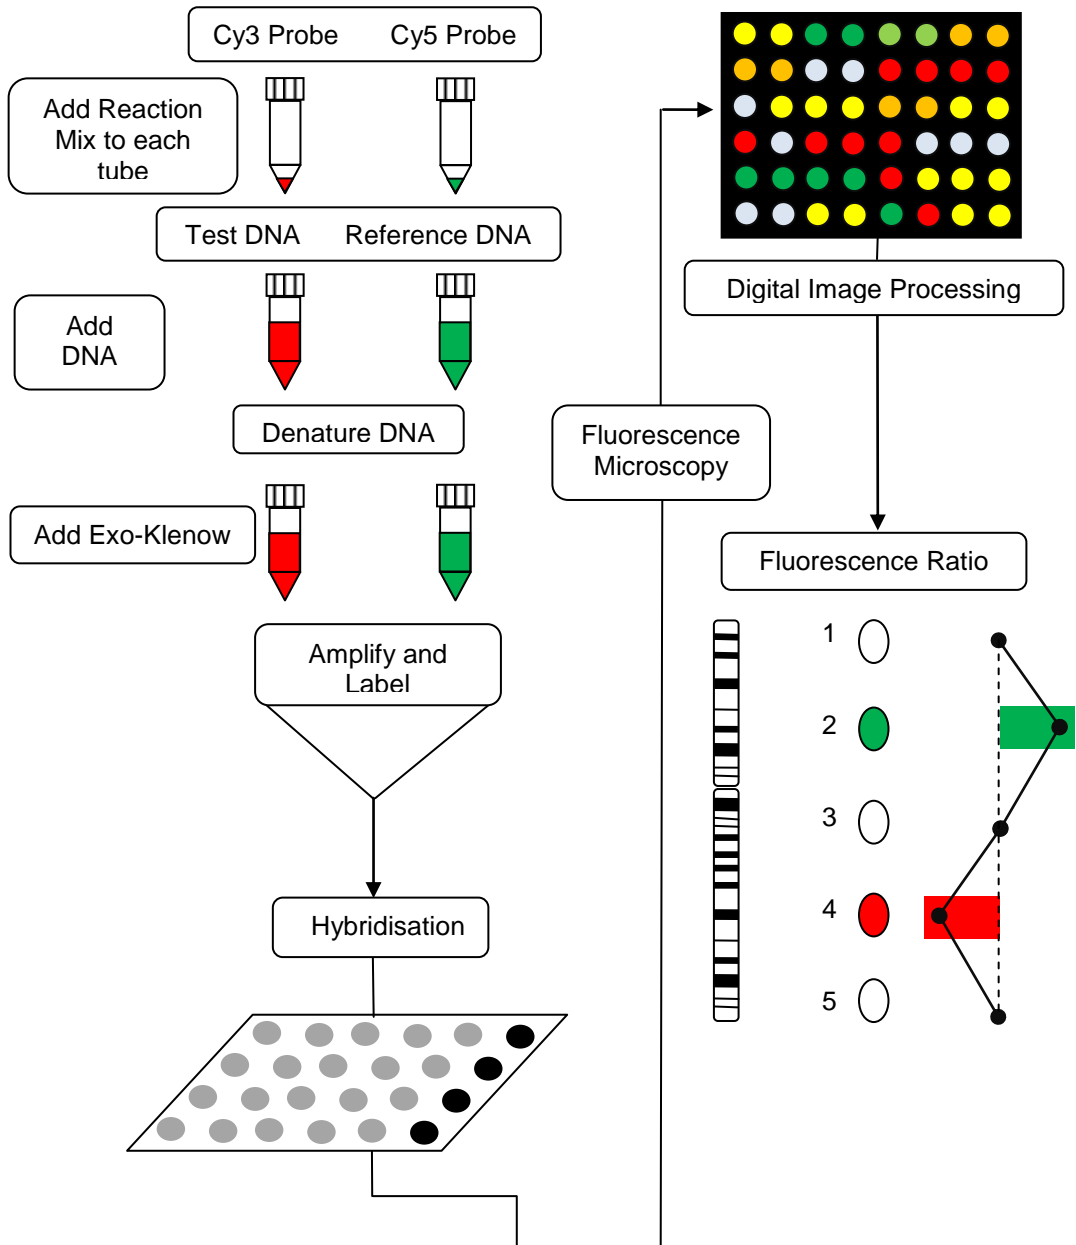 Cy3 Probe Cy5 Probe
Add Reaction
Mix to each
tube
Test DNA Reference DNA
Add
DNA
Denature DNA
Add Exo-Klenow
Amplify and
Label
Hybridisation
Fluorescence
Microscopy
Digital Image Processing
Fluorescence Ratio
1
2
3
4
5